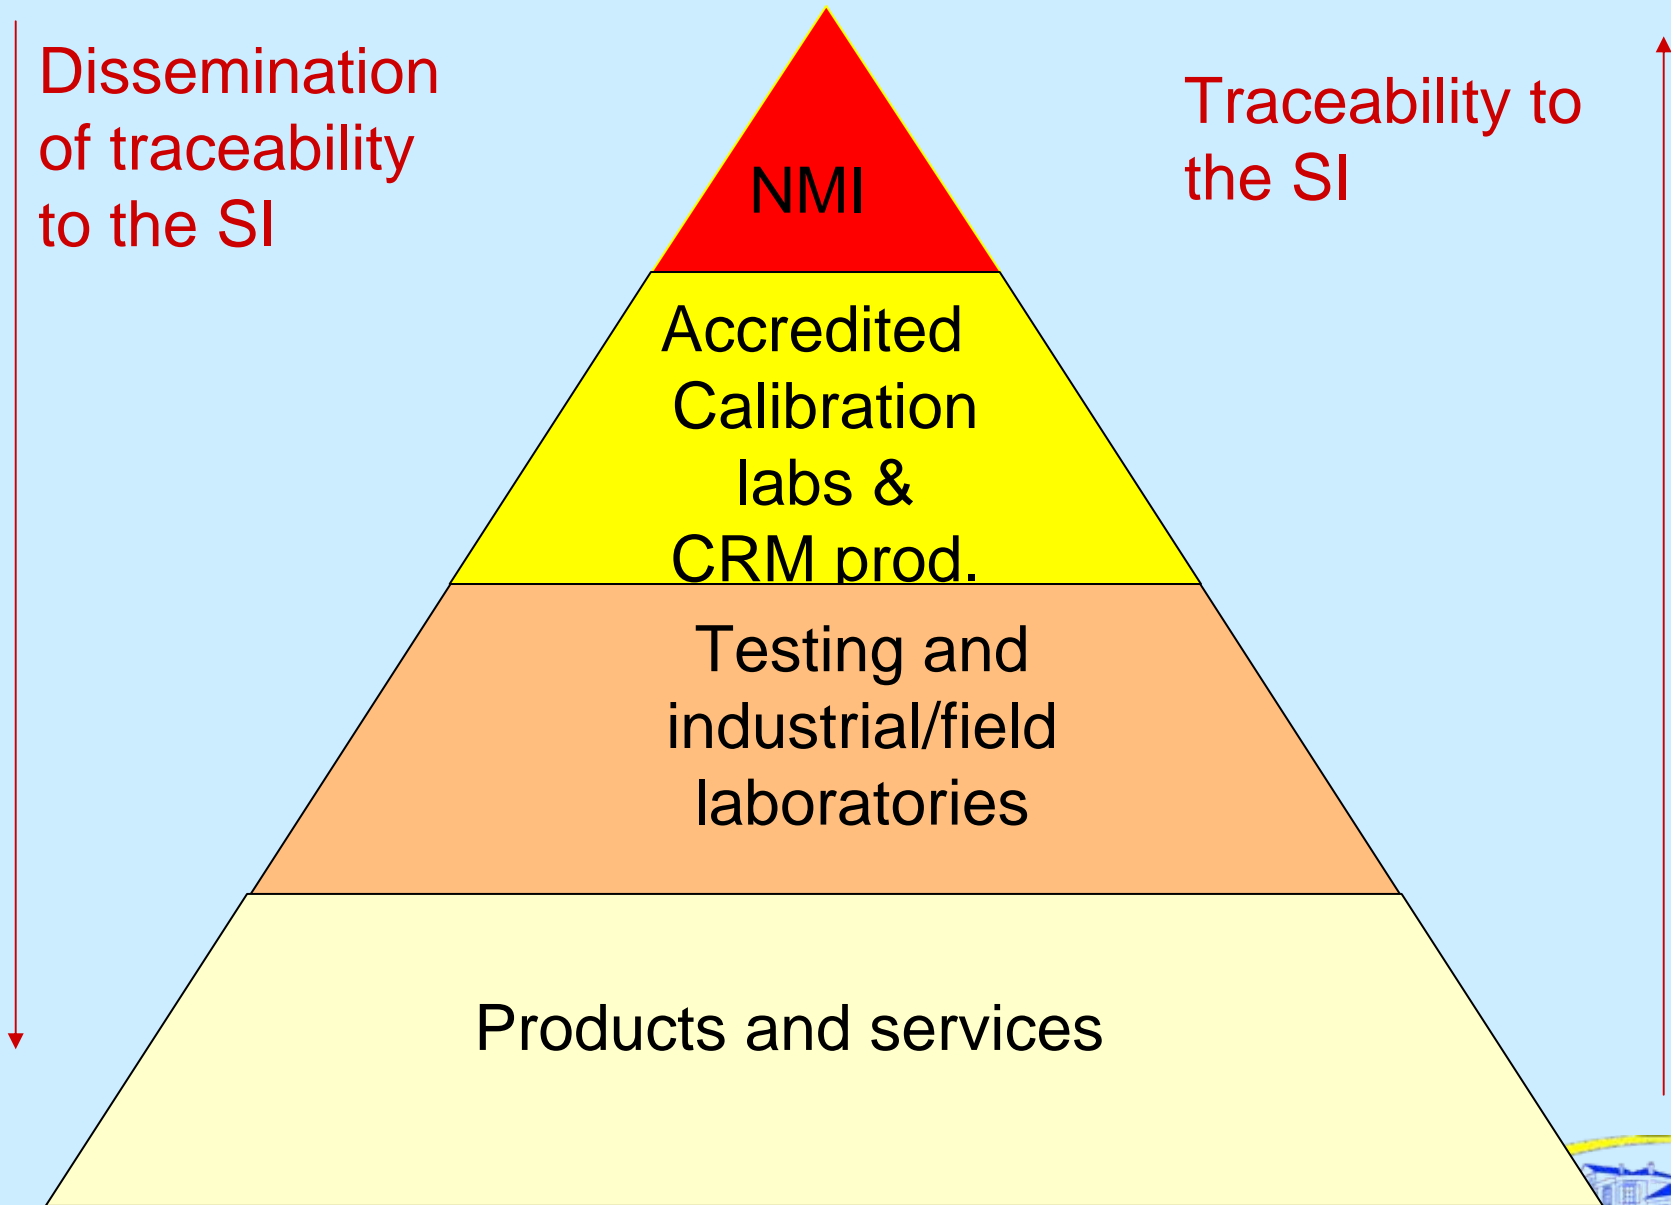 Dissemination
of traceability
to the SI
Traceability to
the SI
NMI
Accredited
Calibration
labs &
CRM prod.
Testing and
industrial/field
laboratories
Products and services